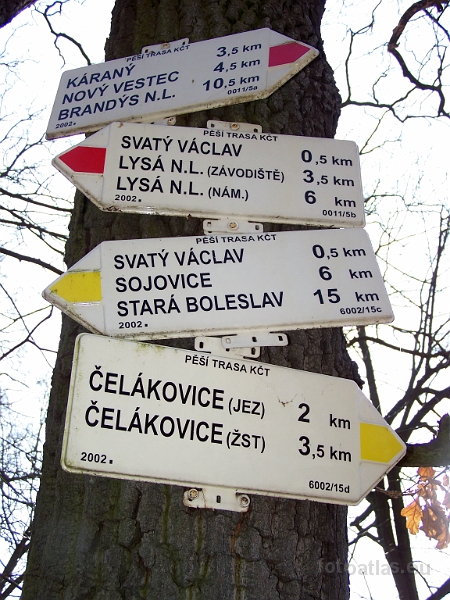 PĚŠÍ TRASA KČT
KÁRANÝ 3,5 KM
NOVÝ VESTEC 4,5 KM
BRANDÝS N.L. 10,5 KM
2002. 0011/5a
PĚŠÍ TRASA KČT
SVATÝ VÁCLAV 0,5 KM
LYSÁ N.L. (ZÁVODIŠTĚ) 3,5 KM
LYSÁ N.L. (NÁM.) 6 KM
2002. 0011/5b
PĚŠÍ TRASA KČT
SVATÝ VÁCLAV 0,5 KM
SOJOVICE 6 KM
STARÁ BOLESLAV 15 KM
2002. 6002/15c
PĚŠÍ TRASA KČT
ČELÁKOVICE (JEZ) 2 KM
ČELÁKOVICE (ŽST) 3,5 KM
2002. 6002/15d
fotoatlas.eu